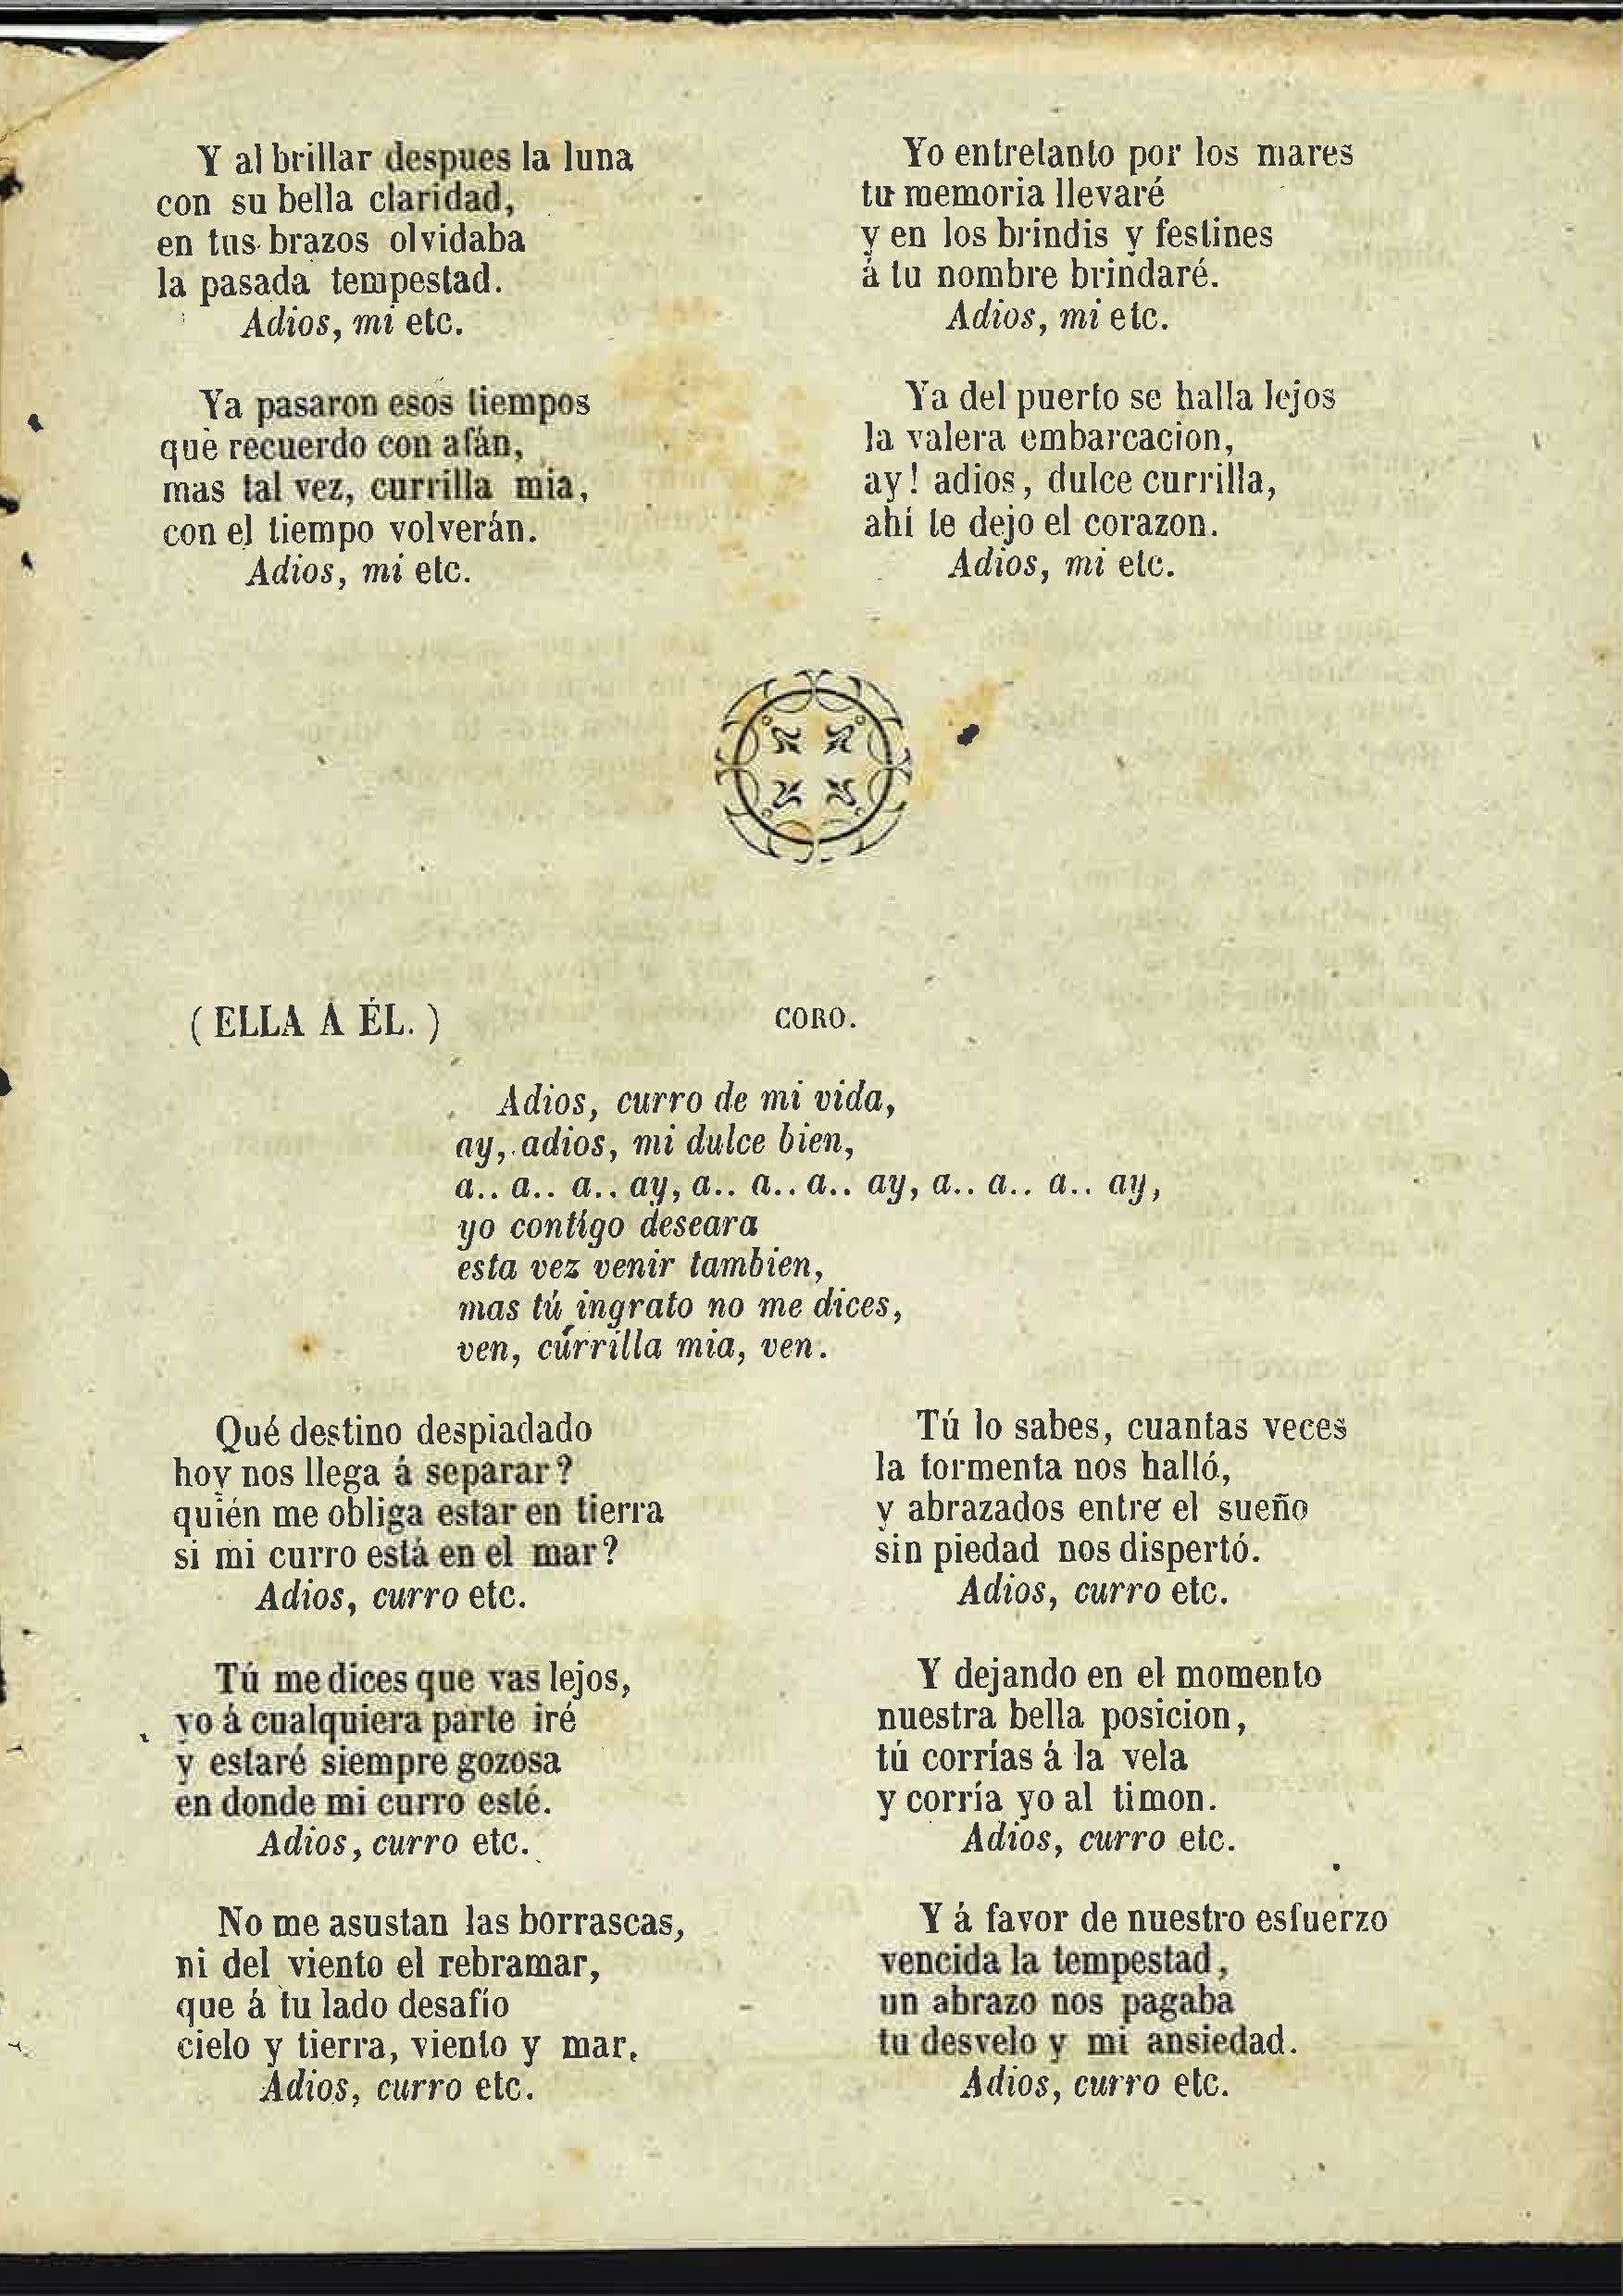 Y al brillar despues la luna
con su bella claridad,
en tus brazos olvidaba
la pasada tempestad.
Adios, mi etc.
Ya pasaron esos tiempos
que recuerdo con afán,
mas tal vez, currilla mia,
con el tiempo volverán.
Adios, mi etc.
Yo entretanto por los mares
tu memoria llevaré
y en los brindis y festines
á tu nombre brindaré.
Adios, mi etc.
Ya del puerto se halla lejos
la valera embarcacion,
ay! adios, dulce currilla,
ahí te dejo el corazon.
Adios, mi etc.
( ELLA Á ÉL. )
CORO.
Adios, curro de mi vida,
ay, adios, mi dulce bien,
a.. a.. a.. ay, a.. a.. a.. ay, a.. a.. a.. ay,
yo contigo deseara
esta vez venir tambien,
mas tú ingrato no me dices,
ven, currilla mia, ven.
Qué destino despiadado
hoy nos llega á separar?
quién me obliga estar en tierra
si mi curro está en el mar?
Adios, curro etc.
Tú me dices que vas lejos,
yo á cualquiera parte iré
y estaré siempre gozosa
en donde mi curro esté.
Adios, curro etc.
No me asustan las borrascas,
ni del viento el rebramar,
que á tu lado desafío
cielo y tierra, viento y mar.
Adios, curro etc.
Tú lo sabes, cuantas veces
la tormenta nos halló,
y abrazados entre el sueño
sin piedad nos dispertó.
Adios, curro etc.
Y dejando en el momento
nuestra bella posicion,
tú corrías á la vela
y corría yo al timon.
Adios, curro etc.
Y á favor de nuestro esfuerzo
vencida la tempestad,
un abrazo nos pagaba
tu desvelo y mi ansiedad.
Adios, curro etc.